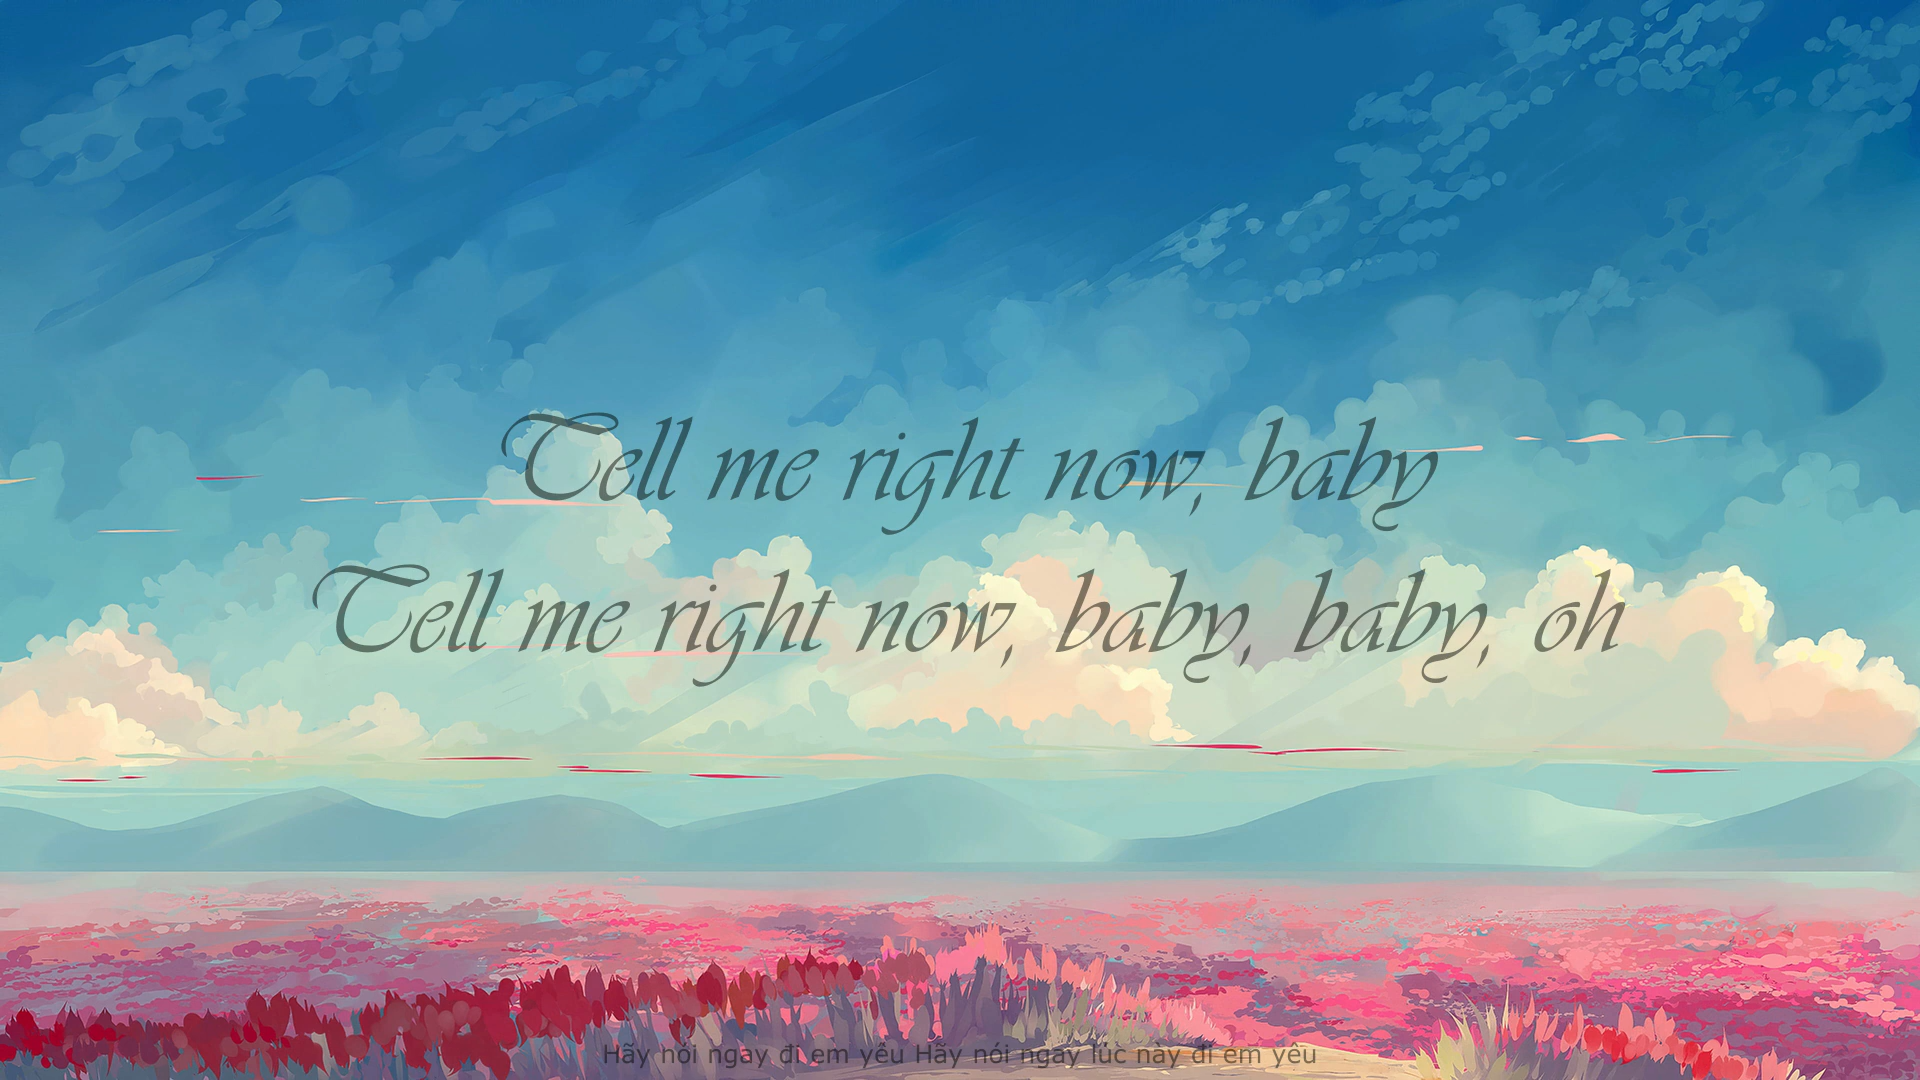 Tell me right now, baby
Tell me right now, baby, baby, oh
Hãy nói ngay đi em yêu Hãy nói ngay lúc này đi em yêu